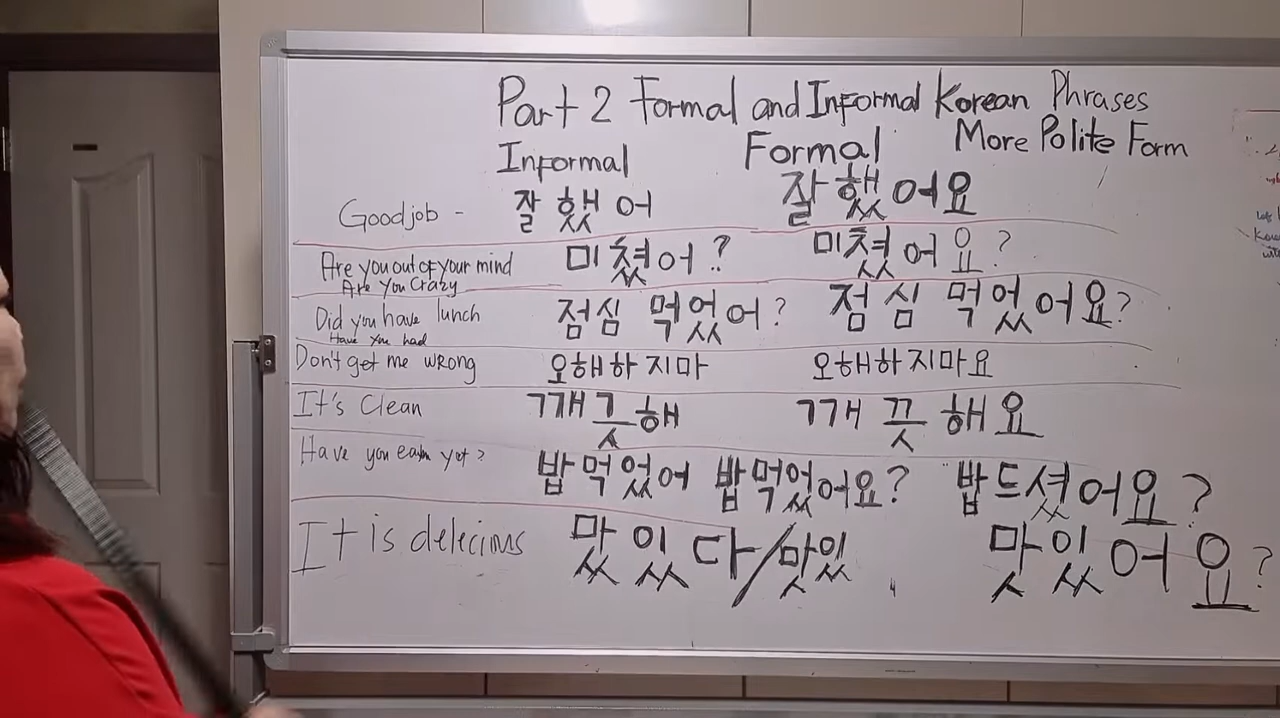 Part 2 Formal and Informal Korean Phrases
Informal Formal More Polite Form
Good job - 잘 했 어 잘 했 어 요
Are you out of your mind 미 쳤 어 ? 미 쳤 어 요 ?
Are you crazy
Did you have lunch 점심 먹었어 ? 점 심 먹 었 어 요 ?
Have you had
Don't get me wrong 오해하 지마 오해하 지마요
It's Clean 깨 끗 해 깨 끗 해 요
Have you yet? 밥 먹 었 어 밥 먹었어요 ? 밥 드셨어요 ?
It is 맛 있 다 / 맛있 맛 있 어 요 ?